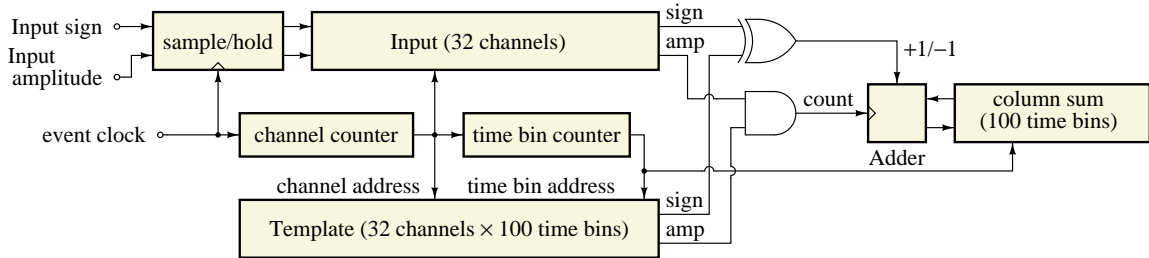 Input sign
Input
amplitude
sample/hold
Input (32 channels)
sign
amp
+1/−1
event clock
channel counter
time bin counter
count
Adder
column sum
(100 time bins)
channel address
time bin address
Template (32 channels × 100 time bins)
sign
amp